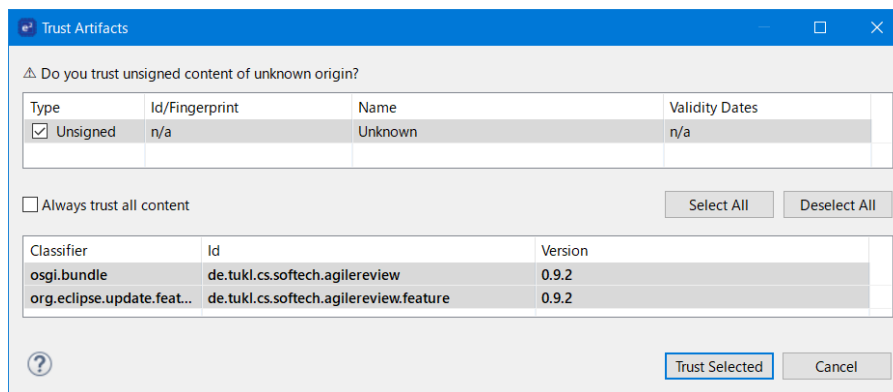 e²
Trust Artifacts
Do you trust unsigned content of unknown origin?
Type Id/Fingerprint Name Validity Dates
Unsigned n/a Unknown n/a
Always trust all content Select All Deselect All
Classifier Id Version
osgi.bundle de.tukl.cs.softech.agilereview 0.9.2
org.eclipse.update.feat... de.tukl.cs.softech.agilereview.feature 0.9.2
? Trust Selected Cancel